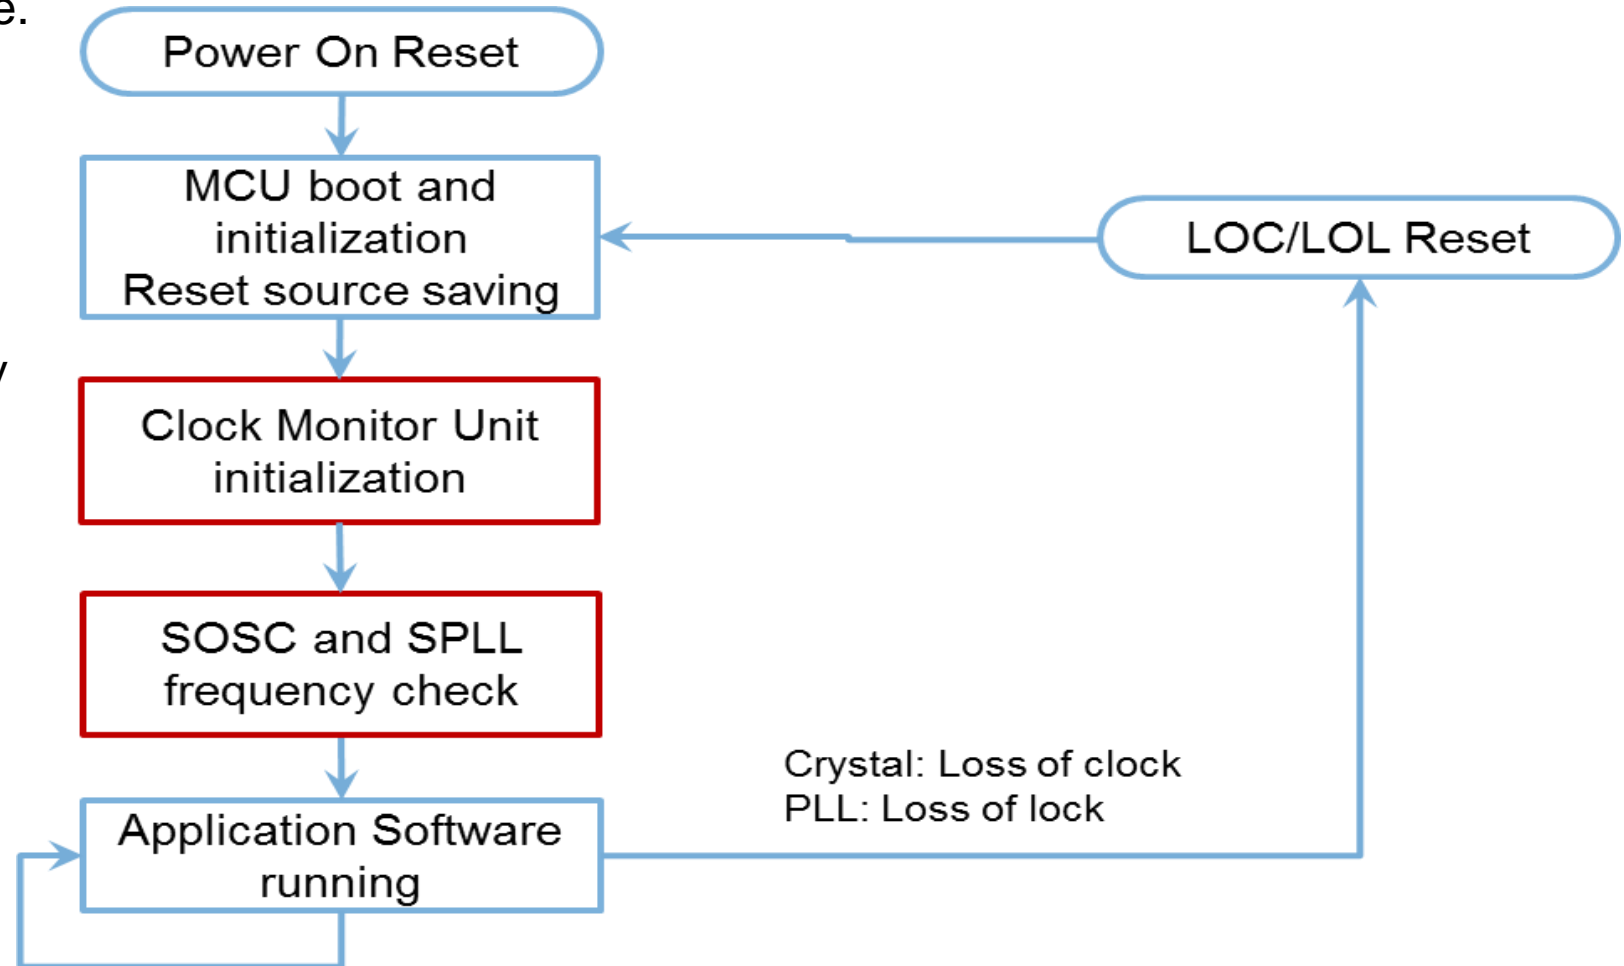 e.
Power On Reset
MCU boot and
initialization
Reset source saving
LOC/LOL Reset
y
Clock Monitor Unit
initialization
SOSC and SPLL
frequency check
Crystal: Loss of clock
PLL: Loss of lock
Application Software
running